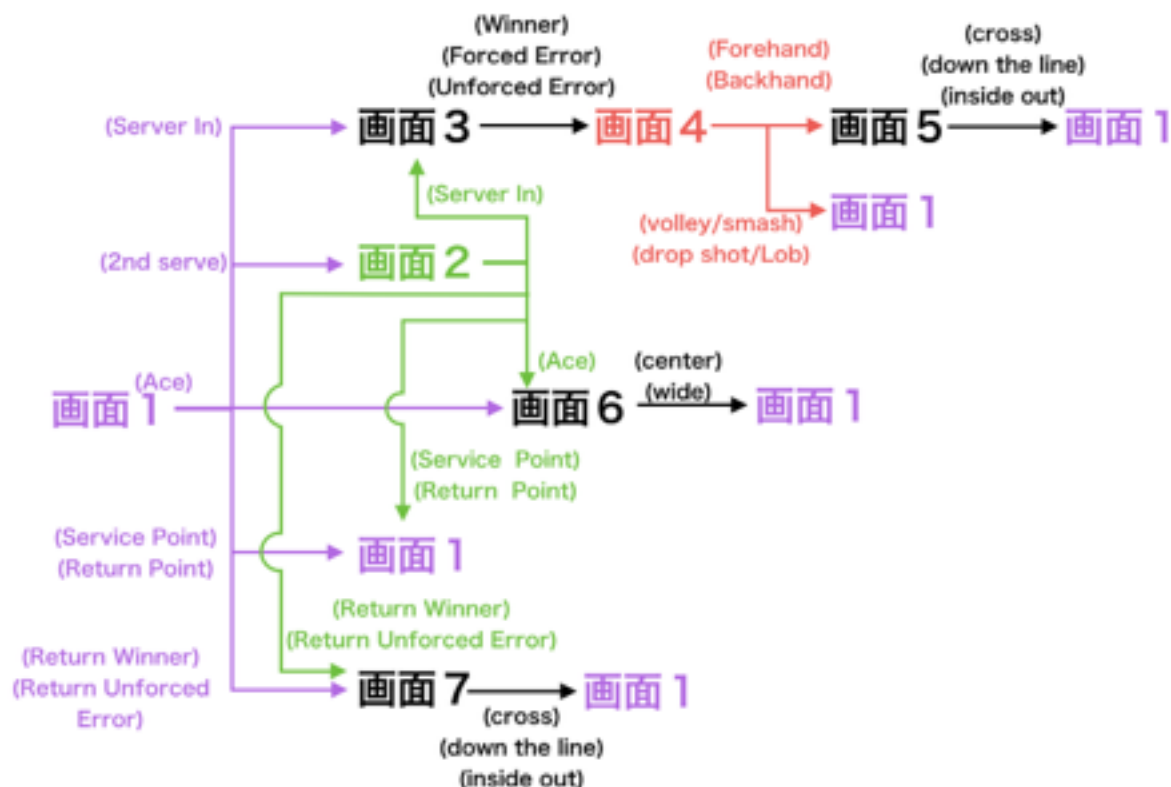 (Winner)
(Forced Error)
(Unforced Error)
(Forehand)
(Backhand)
(cross)
(down the line)
(inside out)
(Server In)
画面3
画面4
画面5
画面1
(Server In)
(volley/smash)
(drop shot/Lob)
画面1
(2nd serve)
画面2
(Ace)
画面1
(Ace)
画面6
(center)
(wide)
画面1
(Service Point)
(Return Point)
(Service Point)
(Return Point)
画面1
(Return Winner)
(Return Unforced Error)
(Return Winner)
(Return Unforced
Error)
画面7
画面1
(cross)
(down the line)
(inside out)